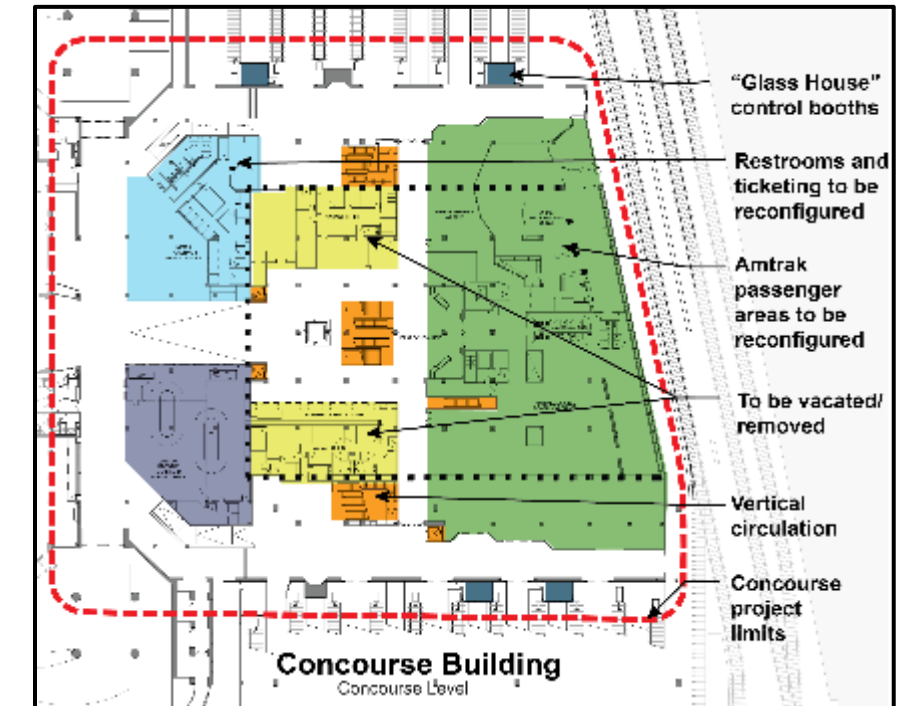 “Glass House”
control booths
Restrooms and
ticketing to be
reconfigured
Amtrak
passenger
areas to be
reconfigured
To be vacated/
removed
Vertical
circulation
Concourse
project
limits
Concourse Building
Concourse Level